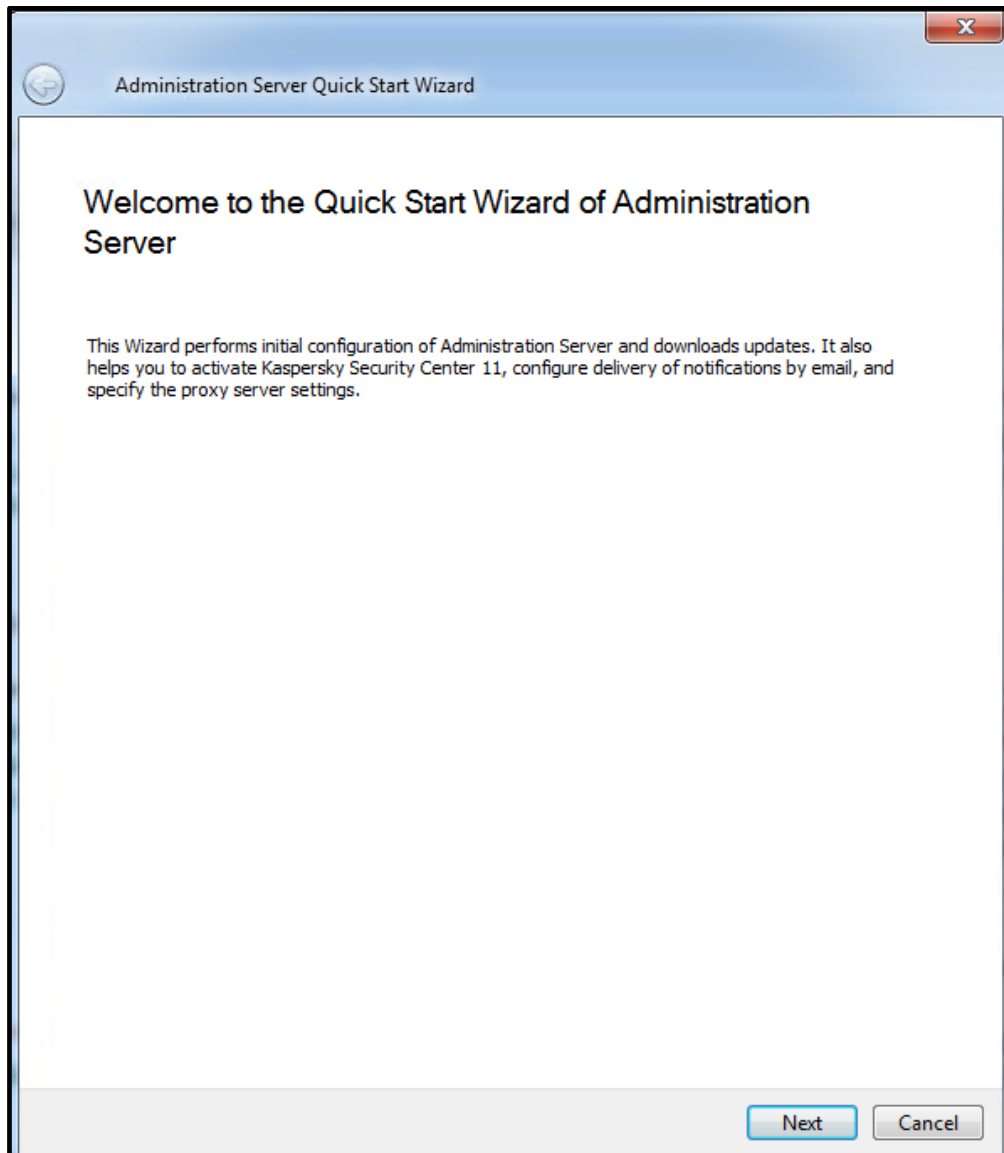 Administration Server Quick Start Wizard
Welcome to the Quick Start Wizard of Administration
Server
This Wizard performs initial configuration of Administration Server and downloads updates. It also
helps you to activate Kaspersky Security Center 11, configure delivery of notifications by email, and
specify the proxy server settings.
Next Cancel